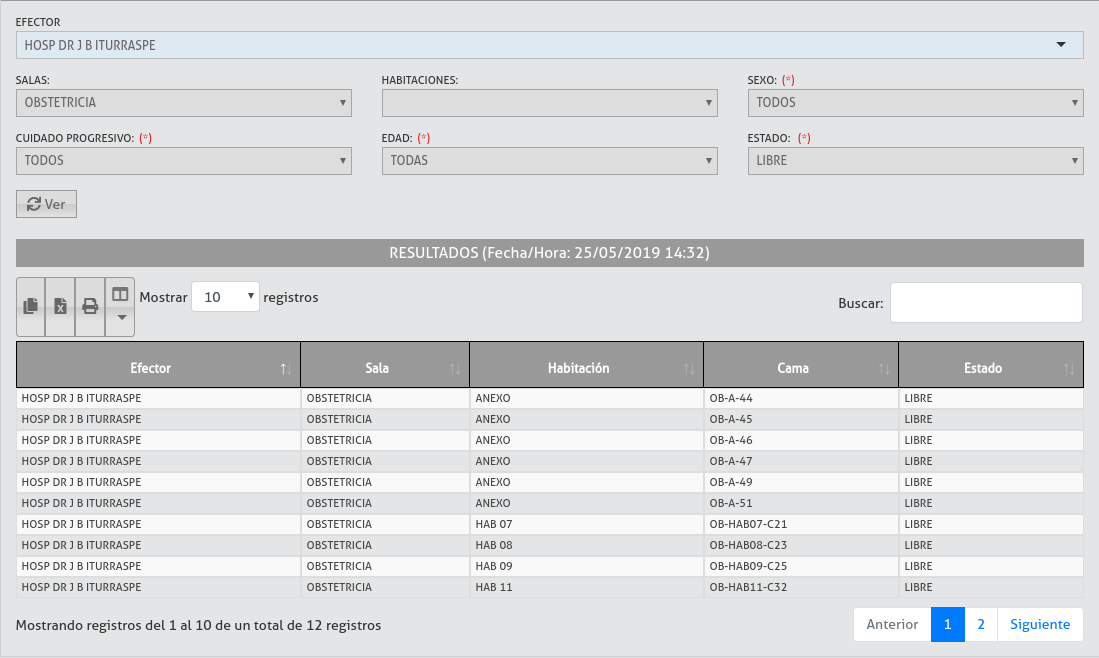 EFECTOR
HOSP DR J B ITURRASPE
SALAS: HABITACIONES: SEXO: (*)
OBSTETRICIA TODOS
CUIDADO PROGRESIVO: (*) EDAD: (*) ESTADO: (*)
TODOS TODAS LIBRE
Ver
RESULTADOS (Fecha/Hora: 25/05/2019 14:32)
Mostrar 10 registros Buscar:
Efector Sala Habitación Cama Estado
HOSP DR J B ITURRASPE OBSTETRICIA ANEXO OB-A-44 LIBRE
HOSP DR J B ITURRASPE OBSTETRICIA ANEXO OB-A-45 LIBRE
HOSP DR J B ITURRASPE OBSTETRICIA ANEXO OB-A-46 LIBRE
HOSP DR J B ITURRASPE OBSTETRICIA ANEXO OB-A-47 LIBRE
HOSP DR J B ITURRASPE OBSTETRICIA ANEXO OB-A-49 LIBRE
HOSP DR J B ITURRASPE OBSTETRICIA ANEXO OB-A-51 LIBRE
HOSP DR J B ITURRASPE OBSTETRICIA HAB 07 OB-HAB07-C21 LIBRE
HOSP DR J B ITURRASPE OBSTETRICIA HAB 08 OB-HAB08-C23 LIBRE
HOSP DR J B ITURRASPE OBSTETRICIA HAB 09 OB-HAB09-C25 LIBRE
HOSP DR J B ITURRASPE OBSTETRICIA HAB 11 OB-HAB11-C32 LIBRE
Mostrando registros del 1 al 10 de un total de 12 registros Anterior 1 2 Siguiente